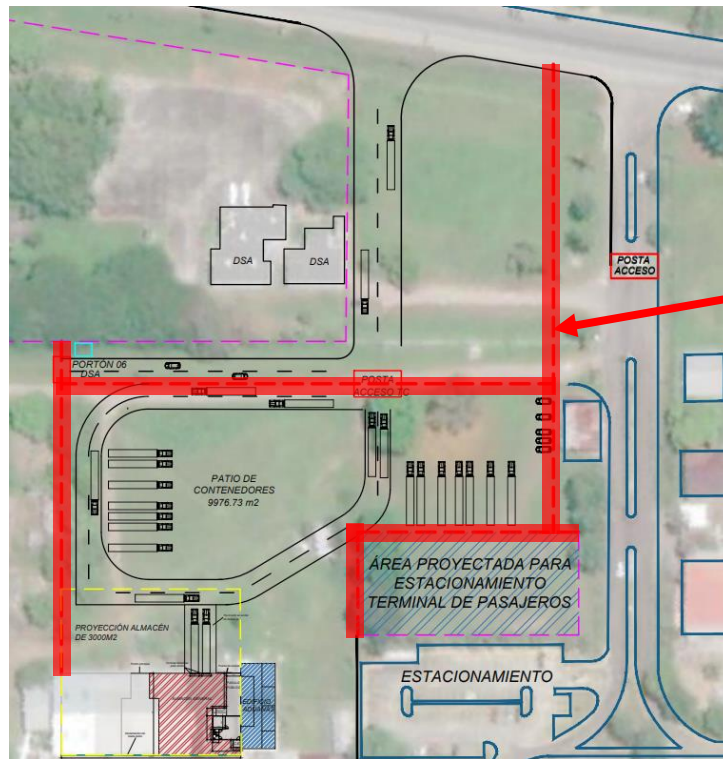 DSA
DSA
POSTA
ACCESO
PORTÓN 06
DSA
POSTA
ACCESO TC
PATIO DE
CONTENEDORES
9976.73 m2
ÁREA PROYECTADA PARA
ESTACIONAMIENTO
TERMINAL DE PASAJEROS
PROYECCIÓN ALMACÉN
DE 3000M2
ESTACIONAMIENTO
EDIFICIO